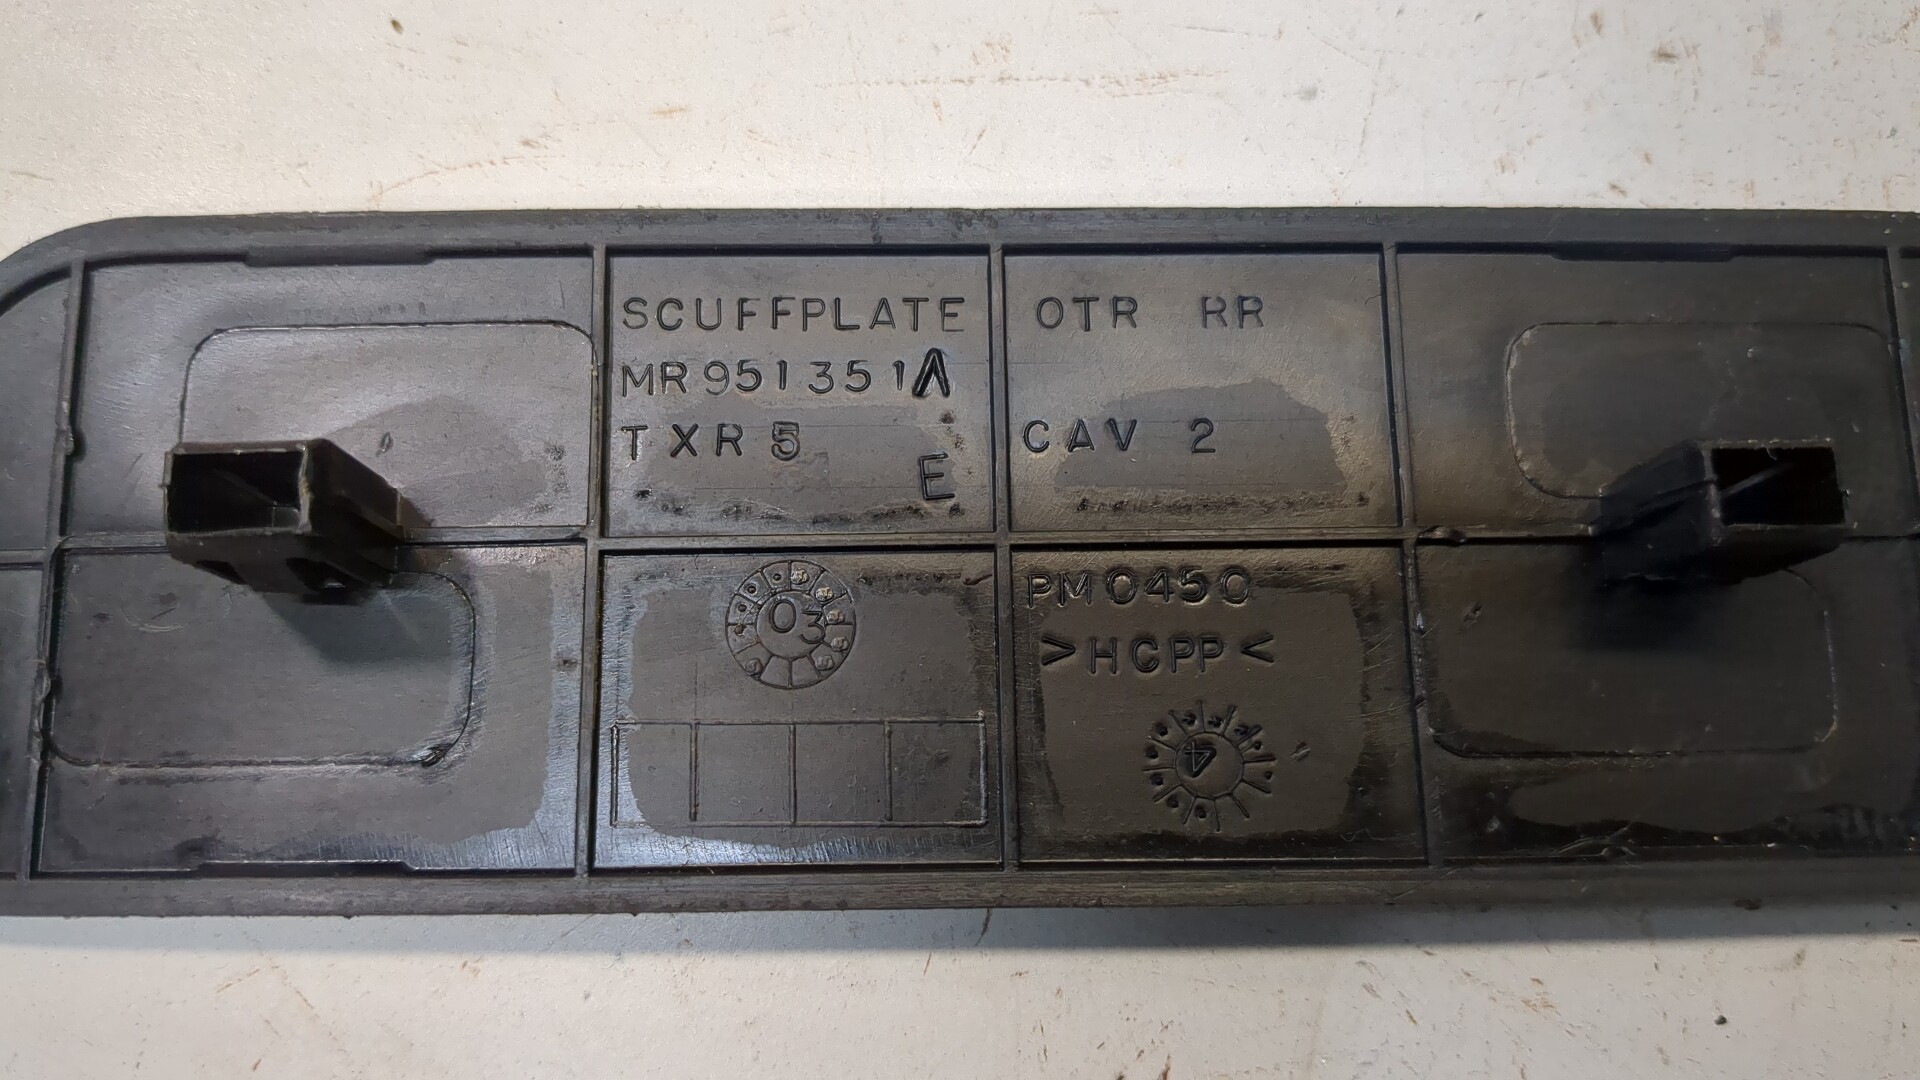 SCUFFPLATE OTR RR
MR951351A
TXR5 CAV 2
E
03
PM0450
>HCPP<
4